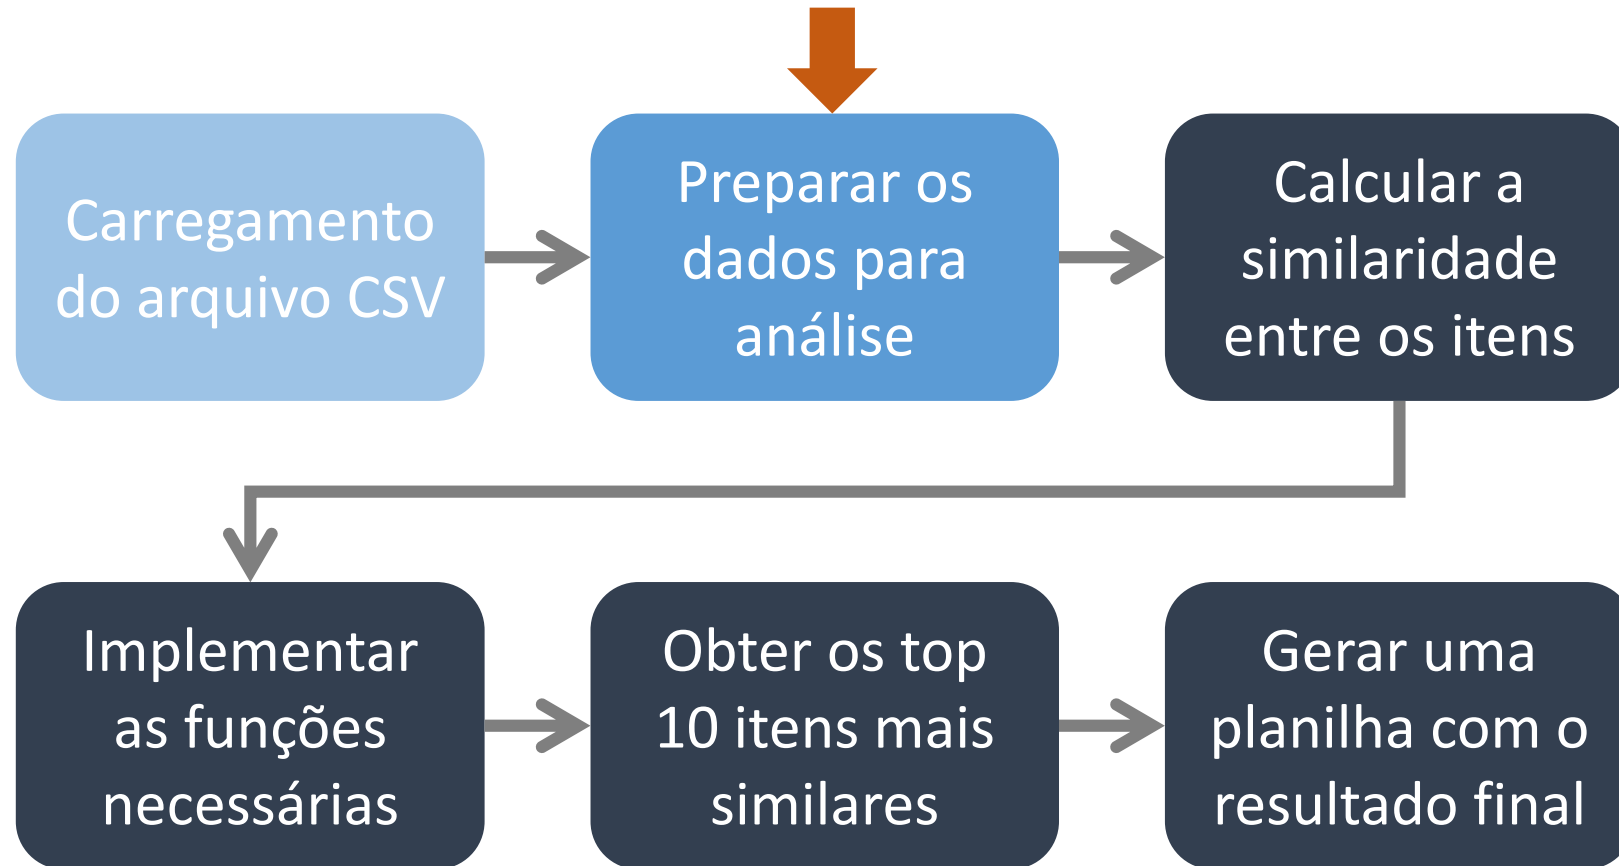 Carregamento
do arquivo CSV
Preparar os
dados para
análise
Calcular a
similaridade
entre os itens
Implementar
as funções
necessárias
Obter os top
10 itens mais
similares
Gerar uma
planilha com o
resultado final